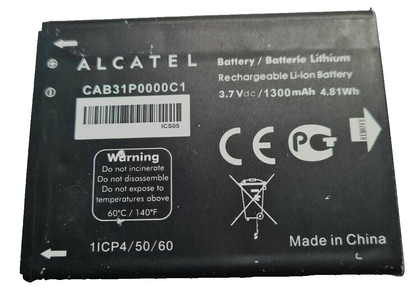 ALCATEL
CAB31P0000C1
ICS05
Battery / Batterie Lithium
Rechargeable Li-ion Battery
3.7Vdc / 1300mAh 4.81Wh
CE
REMOVE
Warning
Do not incinerate
Do not disassemble
Do not expose to
temperatures above
60°C / 140°F
1ICP4/50/60
Made in China